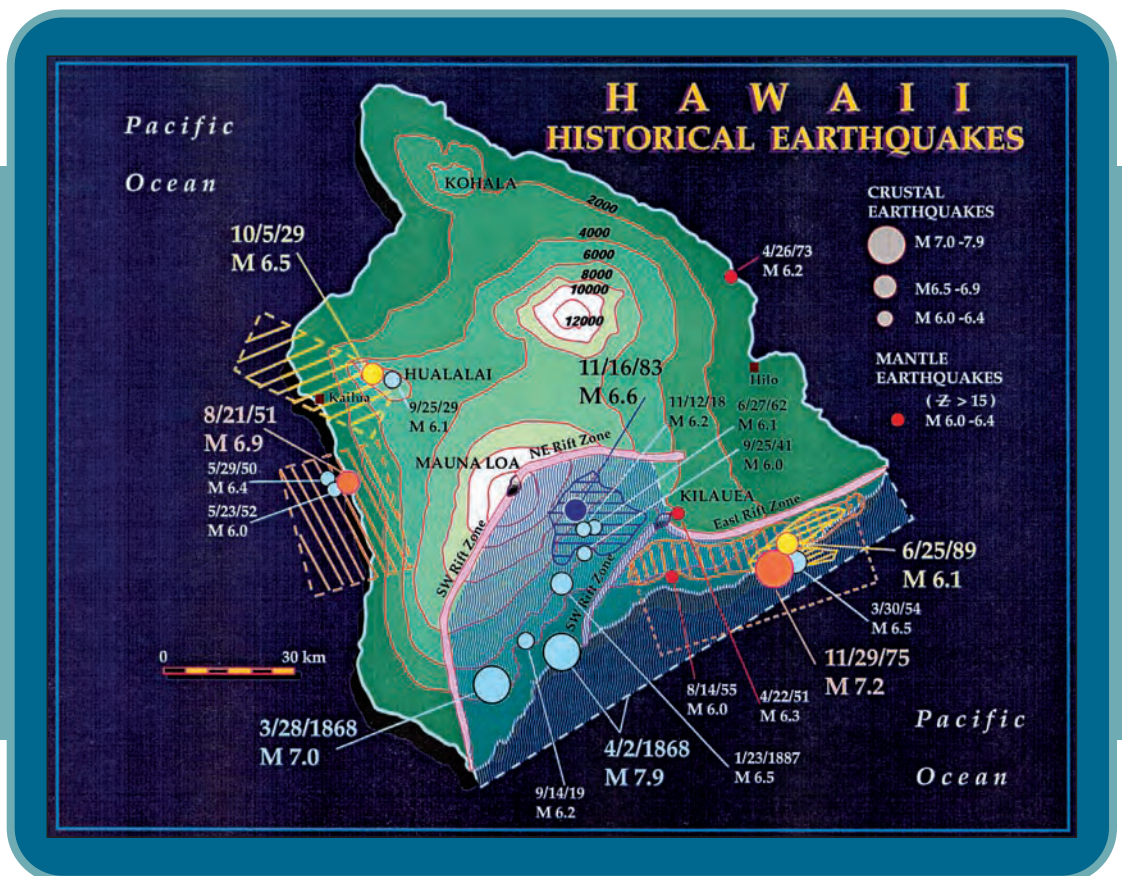 H A W A I I
HISTORICAL EARTHQUAKES
Pacific
Ocean
KOHALA
2000
4000
6000
8000
10000
12000
10/5/29
M 6.5
4/26/73
M 6.2
CRUSTAL
EARTHQUAKES
M 7.0 -7.9
M6.5 -6.9
M 6.0 -6.4
MANTLE
EARTHQUAKES
( Z > 15 )
M 6.0 -6.4
HUALALAI
Kailua
9/25/29
M 6.1
Hilo
11/16/83
M 6.6
11/12/18
M 6.2
6/27/62
M 6.1
9/25/41
M 6.0
8/21/51
M 6.9
5/29/50
M 6.4
5/23/52
M 6.0
MAUNA LOA
NE Rift Zone
KILAUEA
East Rift Zone
SW Rift Zone
SW Rift Zone
6/25/89
M 6.1
3/30/54
M 6.5
11/29/75
M 7.2
0 30 km
3/28/1868
M 7.0
9/14/19
M 6.2
4/2/1868
M 7.9
8/14/55
M 6.0
4/22/51
M 6.3
1/23/1887
M 6.5
Pacific
Ocean